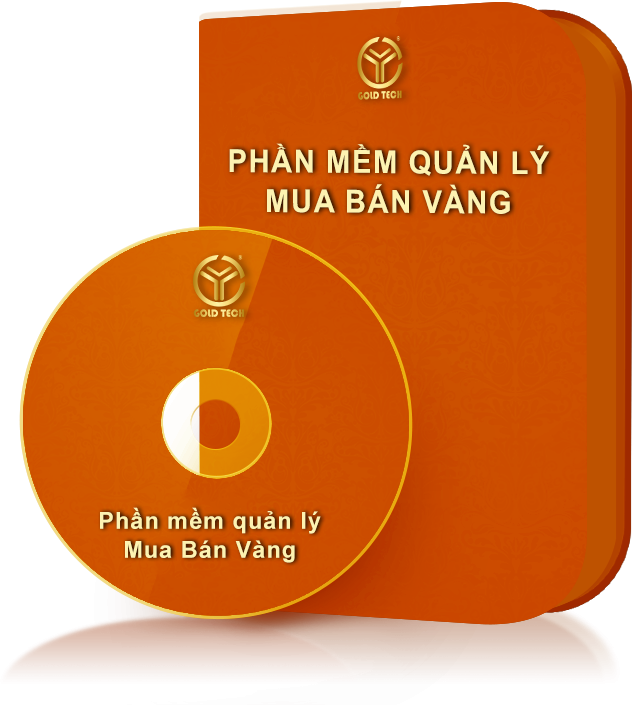 GOLD TECH
PHẦN MỀM QUẢN LÝ
MUA BÁN VÀNG
GOLD TECH
Phần mềm quản lý
Mua Bán Vàng